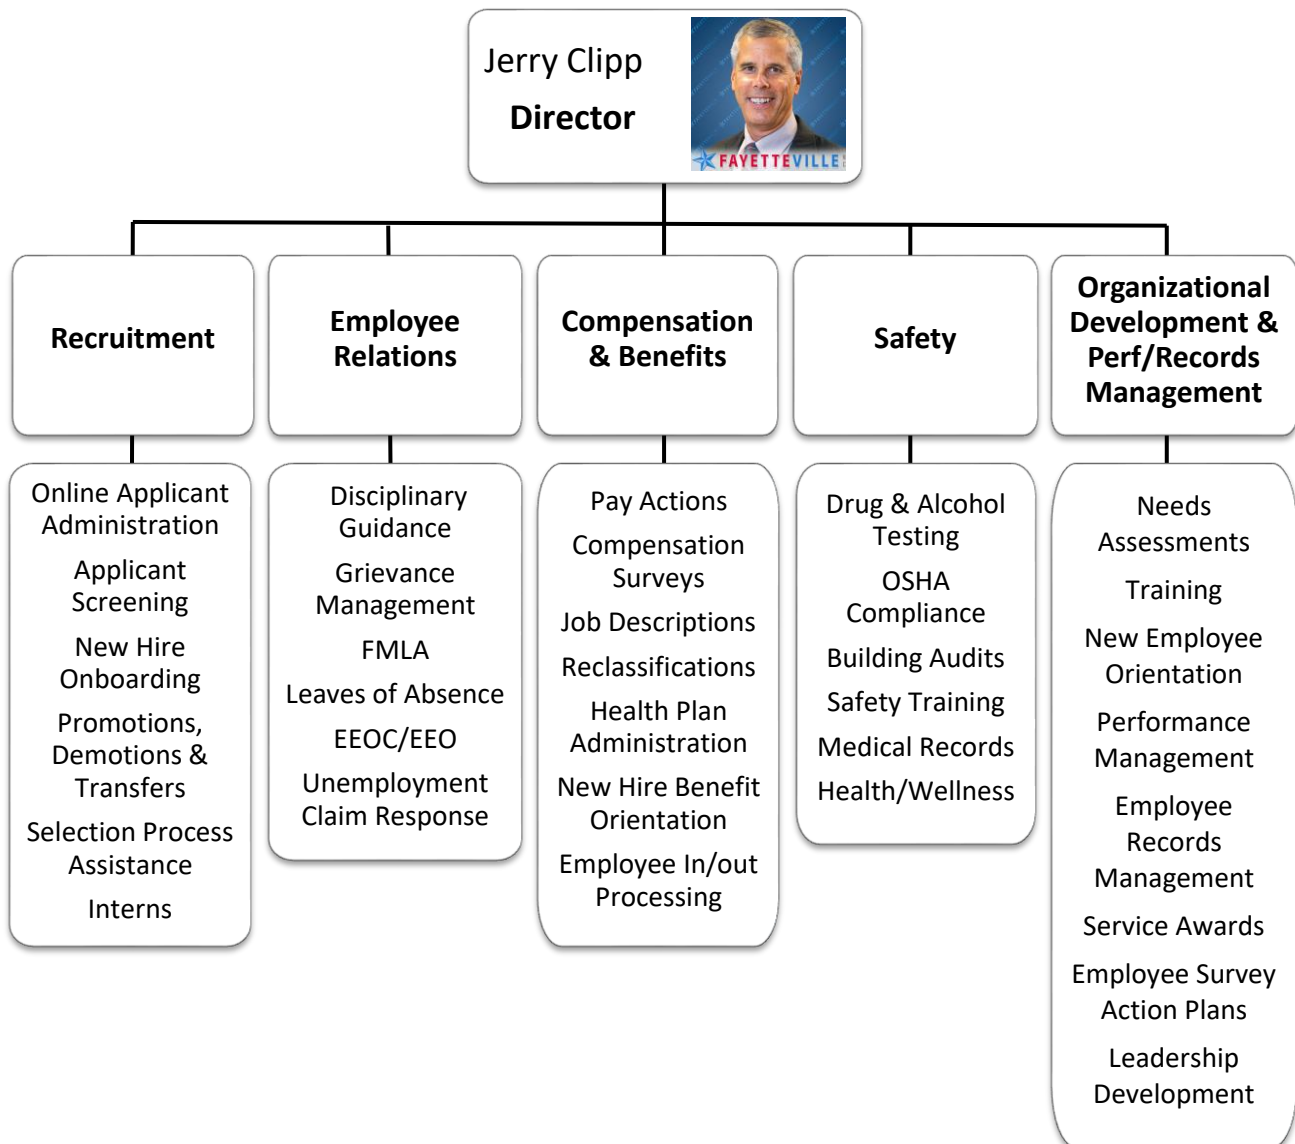 Jerry Clipp
Director
FAYETTEVILLE
Recruitment
Employee
Relations
Compensation
& Benefits
Safety
Organizational
Development &
Perf/Records
Management
Online Applicant
Administration
Applicant
Screening
New Hire
Onboarding
Promotions,
Demotions &
Transfers
Selection Process
Assistance
Interns
Disciplinary
Guidance
Grievance
Management
FMLA
Leaves of Absence
EEOC/EEO
Unemployment
Claim Response
Pay Actions
Compensation
Surveys
Job Descriptions
Reclassifications
Health Plan
Administration
New Hire Benefit
Orientation
Employee In/out
Processing
Drug & Alcohol
Testing
OSHA
Compliance
Building Audits
Safety Training
Medical Records
Health/Wellness
Needs
Assessments
Training
New Employee
Orientation
Performance
Management
Employee
Records
Management
Service Awards
Employee Survey
Action Plans
Leadership
Development